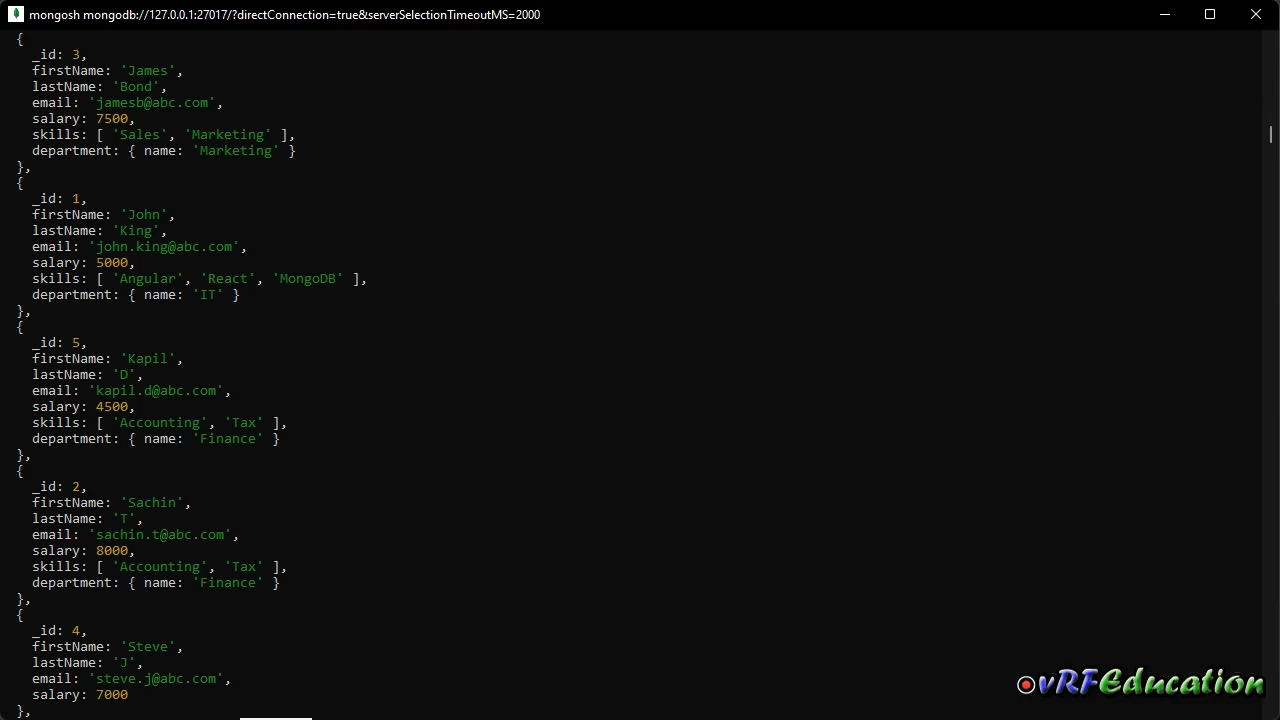 mongosh mongodb://127.0.0.1:27017/?directConnection=true&serverSelectionTimeoutMS=2000
{
_id: 3,
firstName: 'James',
lastName: 'Bond',
email: 'jamesb@abc.com',
salary: 7500,
skills: [ 'Sales', 'Marketing' ],
department: { name: 'Marketing' }
},
{
_id: 1,
firstName: 'John',
lastName: 'King',
email: 'john.king@abc.com',
salary: 5000,
skills: [ 'Angular', 'React', 'MongoDB' ],
department: { name: 'IT' }
},
{
_id: 5,
firstName: 'Kapil',
lastName: 'D',
email: 'kapil.d@abc.com',
salary: 4500,
skills: [ 'Accounting', 'Tax' ],
department: { name: 'Finance' }
},
{
_id: 2,
firstName: 'Sachin',
lastName: 'T',
email: 'sachin.t@abc.com',
salary: 8000,
skills: [ 'Accounting', 'Tax' ],
department: { name: 'Finance' }
},
{
_id: 4,
firstName: 'Steve',
lastName: 'J',
email: 'steve.j@abc.com',
salary: 7000
},
vRFEducation